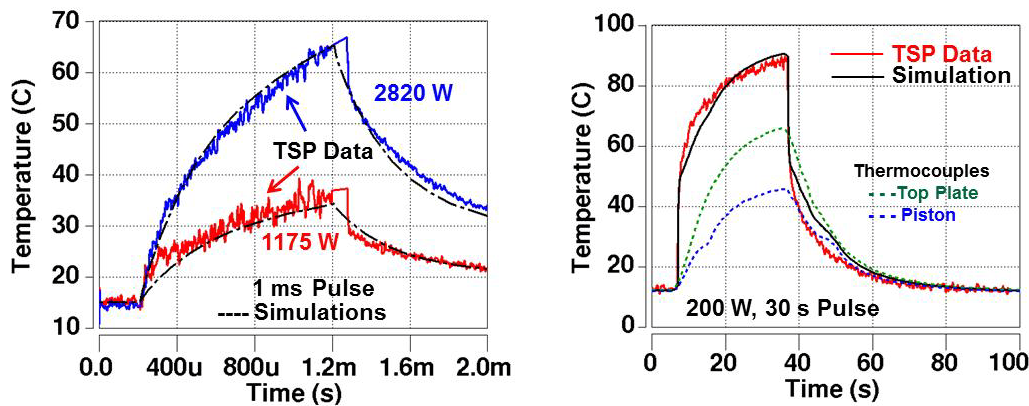 70
60
50
40
30
20
10
Temperature (C)
2820 W
TSP Data
1175 W
1 ms Pulse
Simulations
0.0 400u 800u 1.2m 1.6m 2.0m
Time (s)
100
80
60
40
20
0
Temperature (C)
TSP Data
Simulation
Thermocouples
Top Plate
Piston
200 W, 30 s Pulse
0 20 40 60 80 100
Time (s)